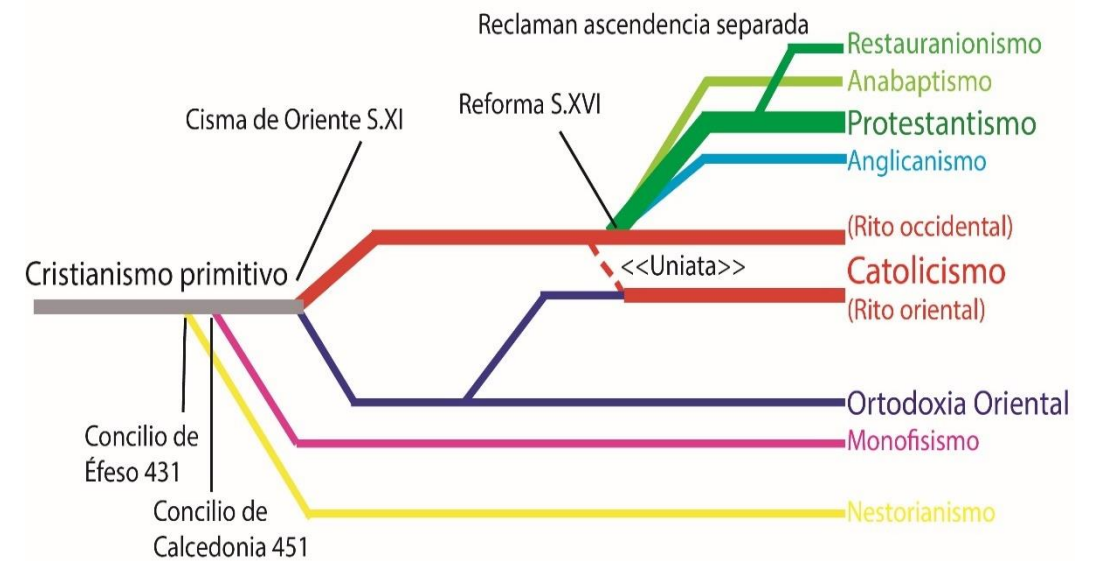 Reclaman ascendencia separada
Restauranionismo
Anabaptismo
Reforma S.XVI
Cisma de Oriente S.XI
Protestantismo
Anglicanismo
(Rito occidental)
Cristianismo primitivo
<<Uniata>>
Catolicismo
(Rito oriental)
Ortodoxia Oriental
Concilio de
Éfeso 431
Monofisismo
Concilio de
Calcedonia 451
Nestorianismo